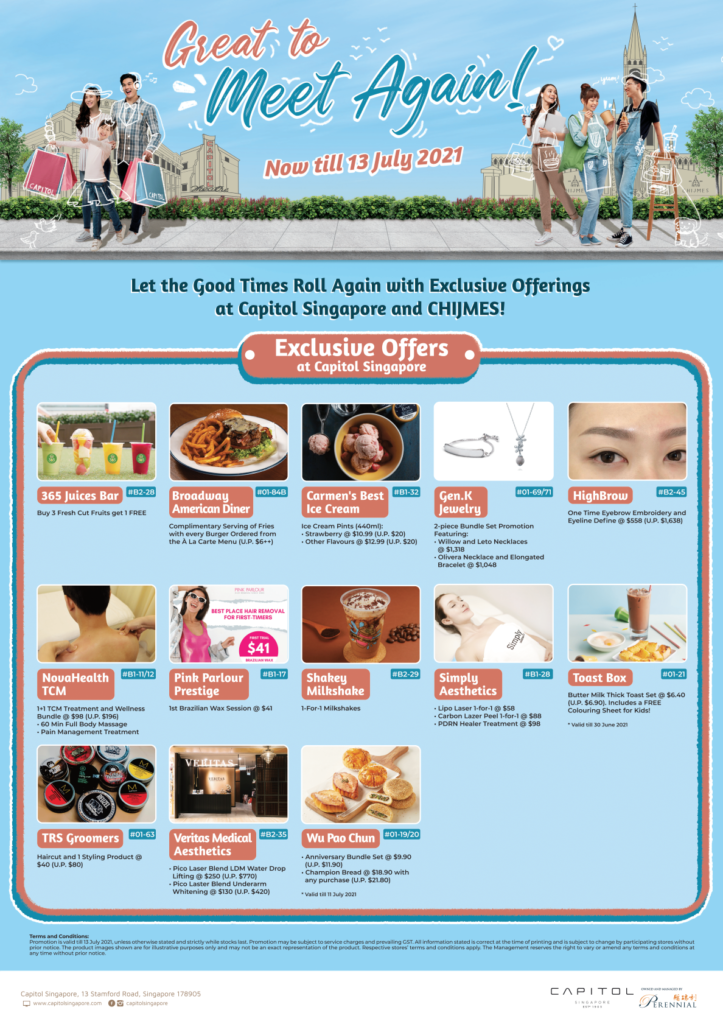 Great to
Meet Again!
Now till 13 July 2021
CAPITOL
CAPITOL
CHIJMES
Let the Good Times Roll Again with Exclusive Offerings
at Capitol Singapore and CHIJMES!
Exclusive Offers
at Capitol Singapore
365 Juices Bar
#B2-28
Buy 3 Fresh Cut Fruits get 1 FREE
Broadway
American Diner
#01-84B
Complimentary Serving of Fries
with every Burger Ordered from
the À La Carte Menu (U.P. $6++)
Carmen's Best
Ice Cream
#B1-32
Ice Cream Pints (440ml):
• Strawberry @ $10.99 (U.P. $20)
• Other Flavours @ $12.99 (U.P. $20)
Gen.K
Jewelry
#01-69/71
2-piece Bundle Set Promotion
Featuring:
• Willow and Leto Necklaces
@ $1,318
• Olivera Necklace and Elongated
Bracelet @ $1,048
HighBrow
#B2-45
One Time Eyebrow Embroidery and
Eyeline Define @ $558 (U.P. $1,638)
NovaHealth
TCM
#B1-11/12
1+1 TCM Treatment and Wellness
Bundle @ $98 (U.P. $196)
• 60 Min Full Body Massage
• Pain Management Treatment
PINK PARLOUR
BEST PLACE HAIR REMOVAL
FOR FIRST-TIMERS
FIRST TRIAL
$41
BRAZILIAN WAX
Pink Parlour
Prestige
#B1-17
1st Brazilian Wax Session @ $41
Shakey
Milkshake
#B2-29
1-For-1 Milkshakes
Simply
Simply
Aesthetics
#B1-28
• Lipo Laser 1-for-1 @ $58
• Carbon Lazer Peel 1-for-1 @ $88
• PDRN Healer Treatment @ $98
Toast Box
#01-21
Butter Milk Thick Toast Set @ $6.40
(U.P. $6.90). Includes a FREE
Colouring Sheet for Kids!
* Valid till 30 June 2021
TRS Groomers
#01-63
Haircut and 1 Styling Product @
$40 (U.P. $80)
VERITAS
Veritas Medical
Aesthetics
#B2-35
• Pico Laser Blend LDM Water Drop
Lifting @ $250 (U.P. $770)
• Pico Laster Blend Underarm
Whitening @ $130 (U.P. $420)
Wu Pao Chun
#01-19/20
• Anniversary Bundle Set @ $9.90
(U.P. $11.90)
• Champion Bread @ $18.90 with
any purchase (U.P. $21.80)
* Valid till 11 July 2021
Terms and Conditions:
Promotion is valid till 13 July 2021, unless otherwise stated and strictly while stocks last. Promotion may be subject to service charges and prevailing GST. All information stated is correct at the time of printing and is subject to change by participating stores without
prior notice. The product images shown are for illustrative purposes only and may not be an exact representation of the product. Respective stores' terms and conditions apply. The Management reserves the right to vary or amend any terms and conditions at
any time without prior notice.
Capitol Singapore, 13 Stamford Road, Singapore 178905
www.capitolsingapore.com
capitolsingapore
CAPITOL
SINGAPORE
OWNED AND MANAGED BY
PERENNIAL